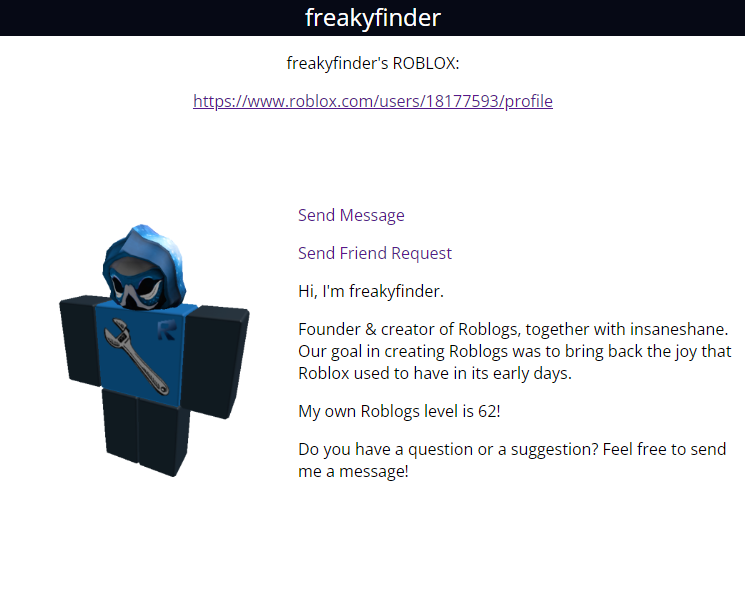 freakyfinder
freakyfinder's ROBLOX:
https://www.roblox.com/users/18177593/profile
Send Message
Send Friend Request
Hi, I'm freakyfinder.
Founder & creator of Roblogs, together with insaneshane.
Our goal in creating Roblogs was to bring back the joy that
Roblox used to have in its early days.
My own Roblogs level is 62!
Do you have a question or a suggestion? Feel free to send
me a message!
R